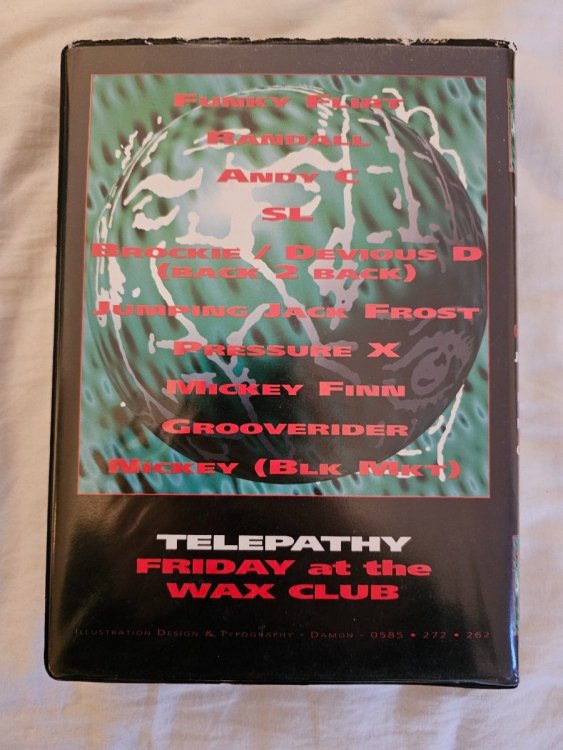 FUNKY FLIRT
RANDALL
ANDY C
SL
BROCKIE / DEVIOUS D
(BACK 2 BACK)
JUMPING JACK FROST
PRESSURE X
MICKEY FINN
GROOVERIDER
NICKEY (BLK MKT)
TELEPATHY
FRIDAY at the
WAX CLUB
ILLUSTRATION DESIGN & TYPOGRAPHY - DAMON - 0585 • 272 • 262